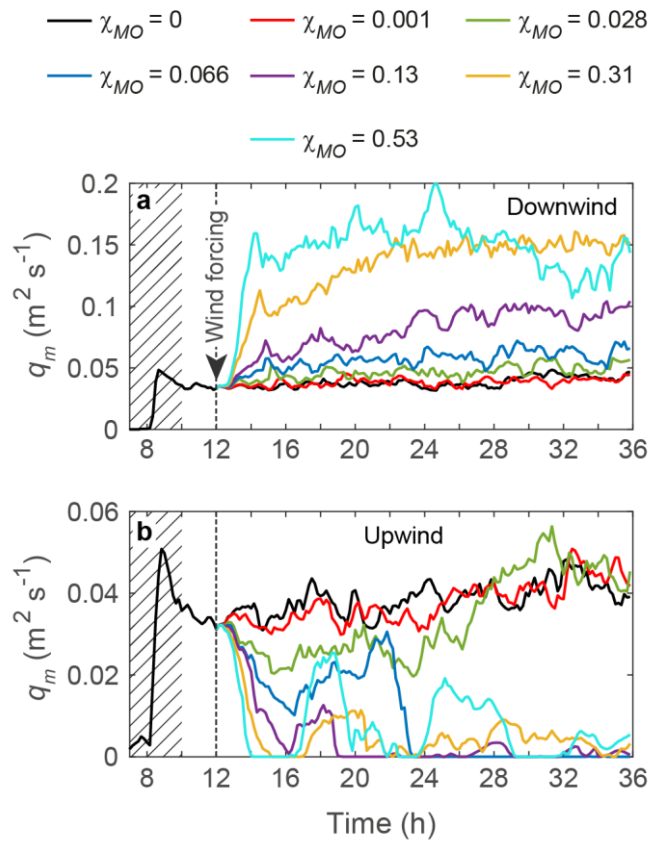 χMO = 0 χMO = 0.001 χMO = 0.028
χMO = 0.066 χMO = 0.13 χMO = 0.31
χMO = 0.53
a
Downwind
Wind forcing
qm (m² s⁻¹)
0.2
0.15
0.1
0.05
0
8 12 16 20 24 28 32 36
b
Upwind
qm (m² s⁻¹)
0.06
0.04
0.02
0
8 12 16 20 24 28 32 36
Time (h)